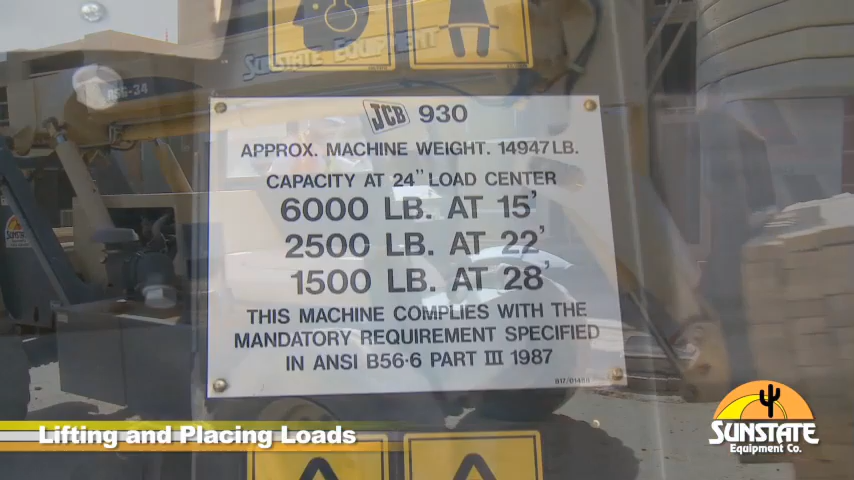 SUNSTATE EQUIPMENT
JCB 930
APPROX. MACHINE WEIGHT. 14947 LB.
CAPACITY AT 24" LOAD CENTER
6000 LB. AT 15'
2500 LB. AT 22'
1500 LB. AT 28'
THIS MACHINE COMPLIES WITH THE
MANDATORY REQUIREMENT SPECIFIED
IN ANSI B56·6 PART III 1987
Lifting and Placing Loads
SUNSTATE
Equipment Co.